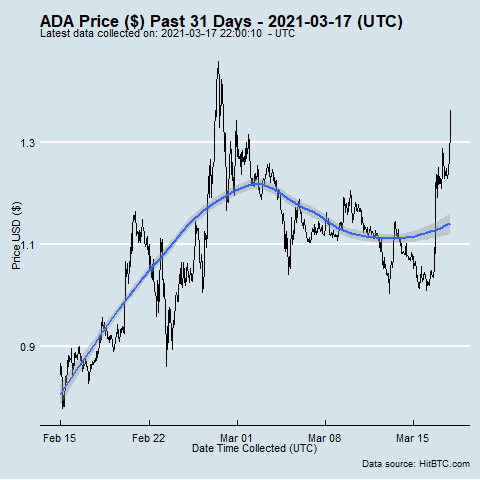 ADA Price ($) Past 31 Days - 2021-03-17 (UTC)
Latest data collected on: 2021-03-17 22:00:10 - UTC
1.3
1.1
0.9
Price USD ($)
Feb 15 Feb 22 Mar 01 Mar 08 Mar 15
Date Time Collected (UTC)
Data source: HitBTC.com